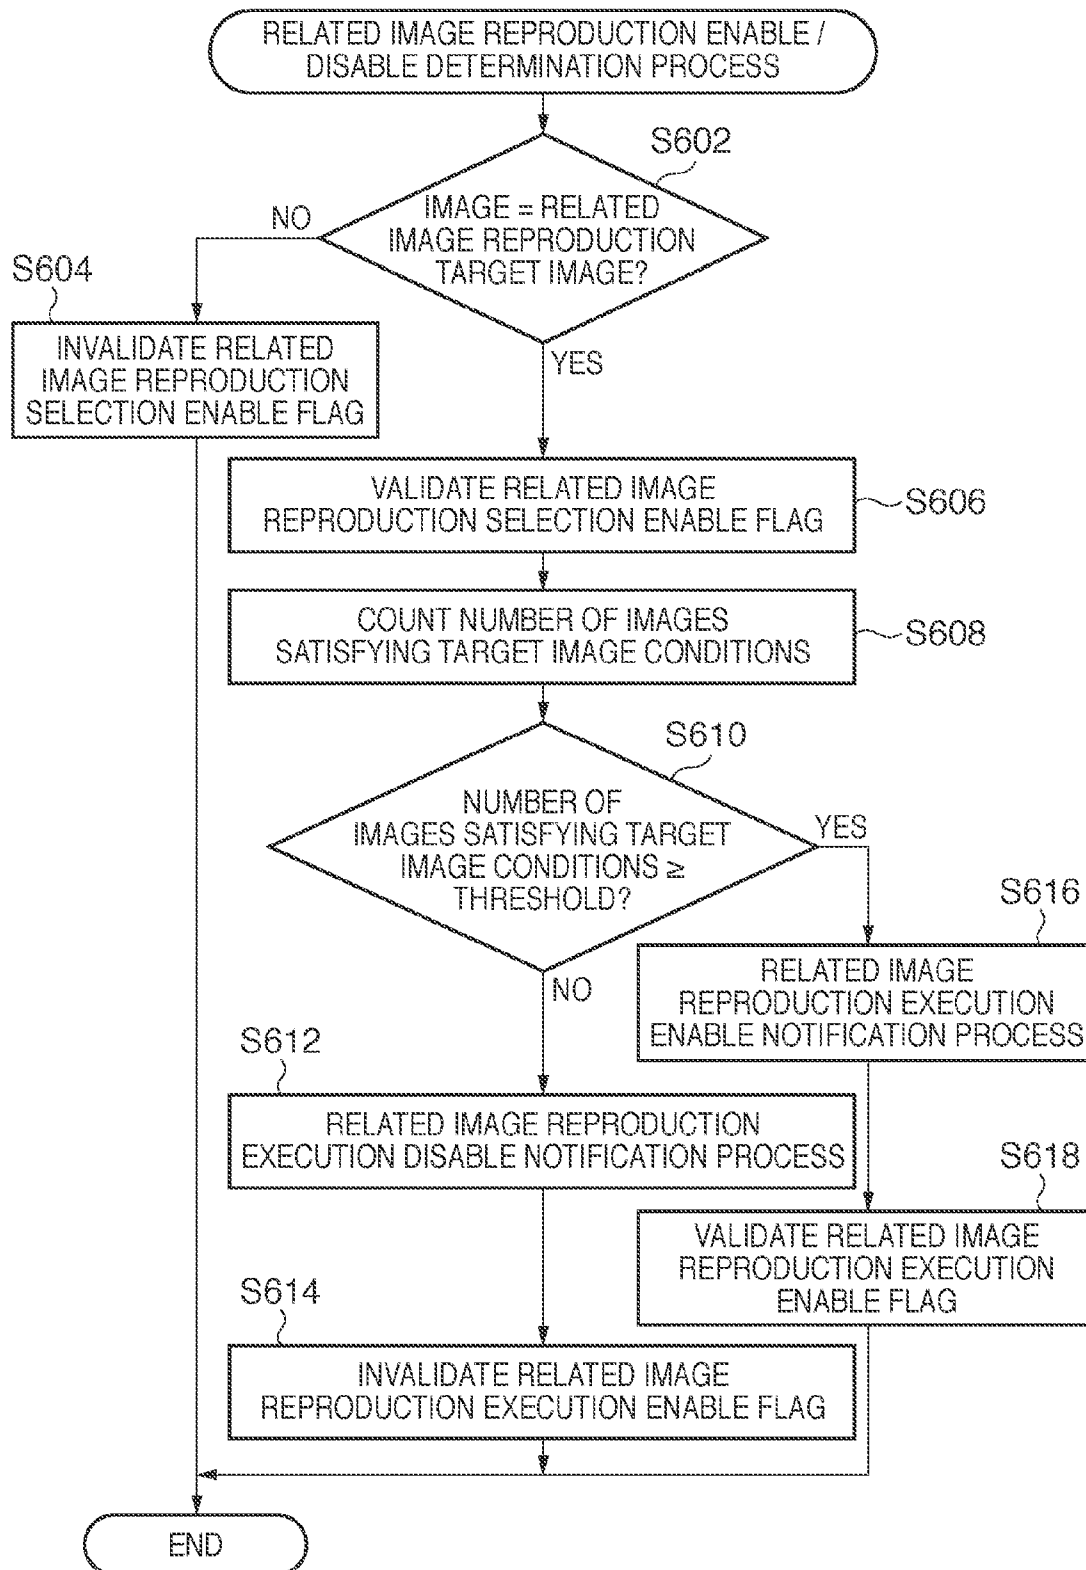 RELATED IMAGE REPRODUCTION ENABLE /
DISABLE DETERMINATION PROCESS
S602
IMAGE = RELATED
IMAGE REPRODUCTION
TARGET IMAGE?
NO
YES
S604
INVALIDATE RELATED
IMAGE REPRODUCTION
SELECTION ENABLE FLAG
VALIDATE RELATED IMAGE
REPRODUCTION SELECTION ENABLE FLAG
S606
COUNT NUMBER OF IMAGES
SATISFYING TARGET IMAGE CONDITIONS
S608
S610
NUMBER OF
IMAGES SATISFYING TARGET
IMAGE CONDITIONS ≥
THRESHOLD?
YES
NO
S616
RELATED IMAGE
REPRODUCTION EXECUTION
ENABLE NOTIFICATION PROCESS
S612
RELATED IMAGE REPRODUCTION
EXECUTION DISABLE NOTIFICATION PROCESS
S618
VALIDATE RELATED IMAGE
REPRODUCTION EXECUTION
ENABLE FLAG
S614
INVALIDATE RELATED IMAGE
REPRODUCTION EXECUTION ENABLE FLAG
END